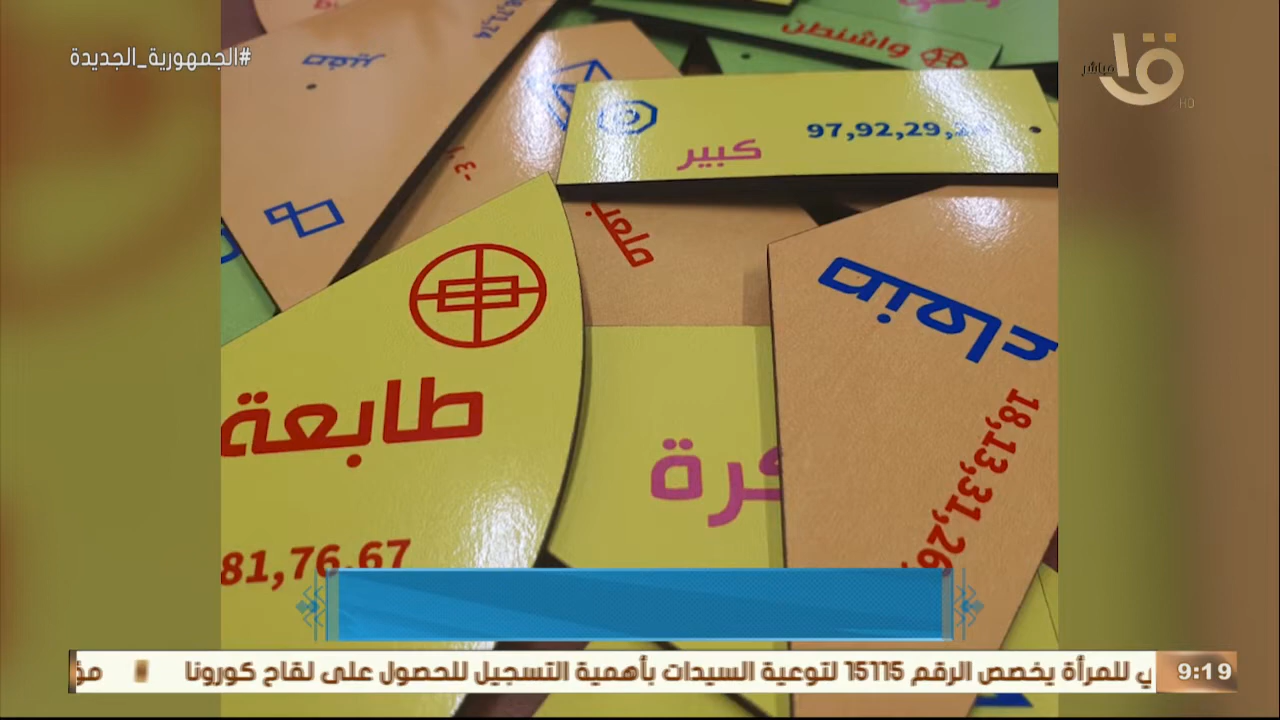 #الجمهورية_الجديدة
مباشر
HD
واشنطن
97,92,29
كبير
ملعب
طابعة
81,76,67
كرة
18,13,31,26,
ي للمرأة يخصص الرقم 15115 لتوعية السيدات بأهمية التسجيل للحصول على لقاح كورونا
9:19